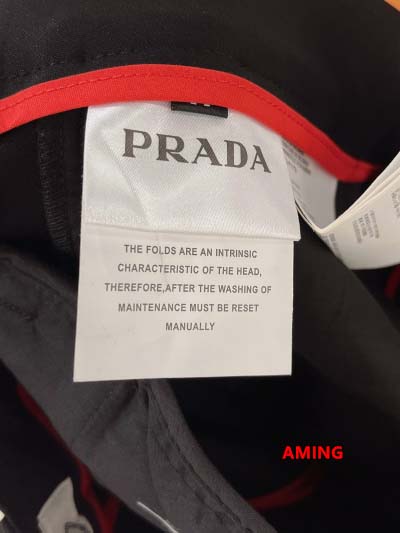 PRADA
THE FOLDS ARE AN INTRINSIC
CHARACTERISTIC OF THE HEAD,
THEREFORE,AFTER THE WASHING OF
MAINTENANCE MUST BE RESET
MANUALLY
AMING